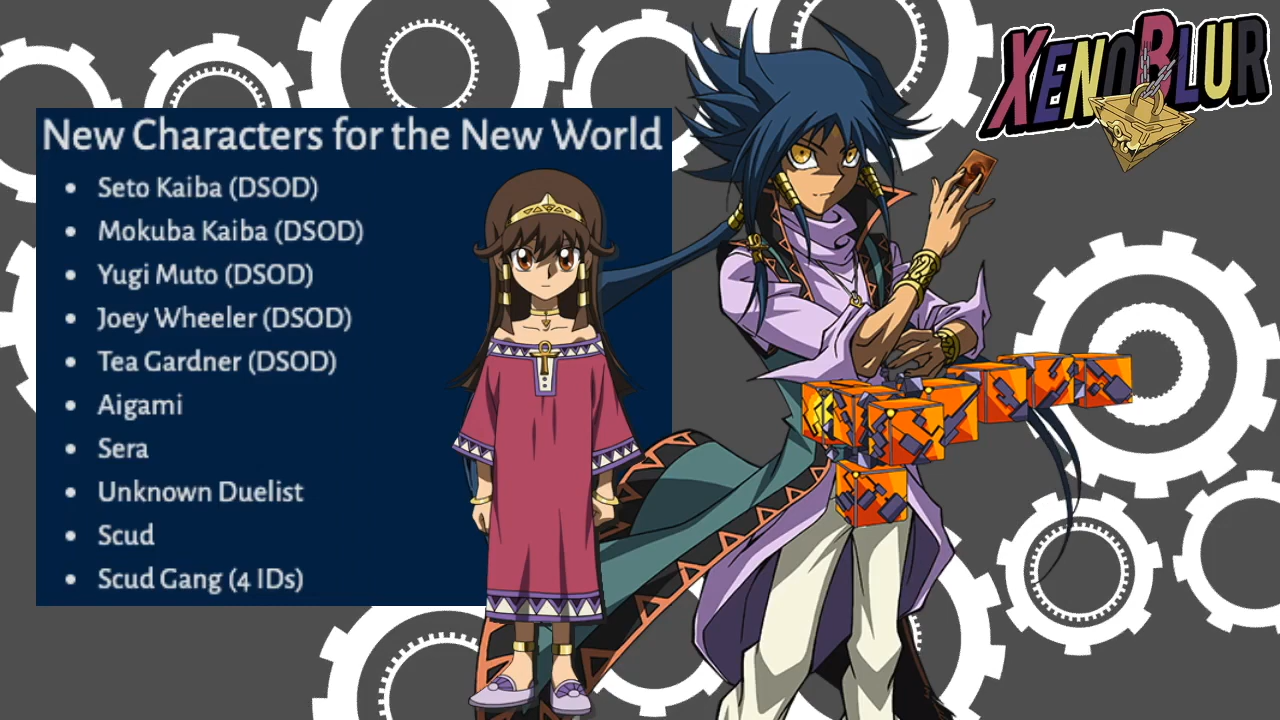 XENOBLUR
New Characters for the New World
• Seto Kaiba (DSOD)
• Mokuba Kaiba (DSOD)
• Yugi Muto (DSOD)
• Joey Wheeler (DSOD)
• Tea Gardner (DSOD)
• Aigami
• Sera
• Unknown Duelist
• Scud
• Scud Gang (4 IDs)